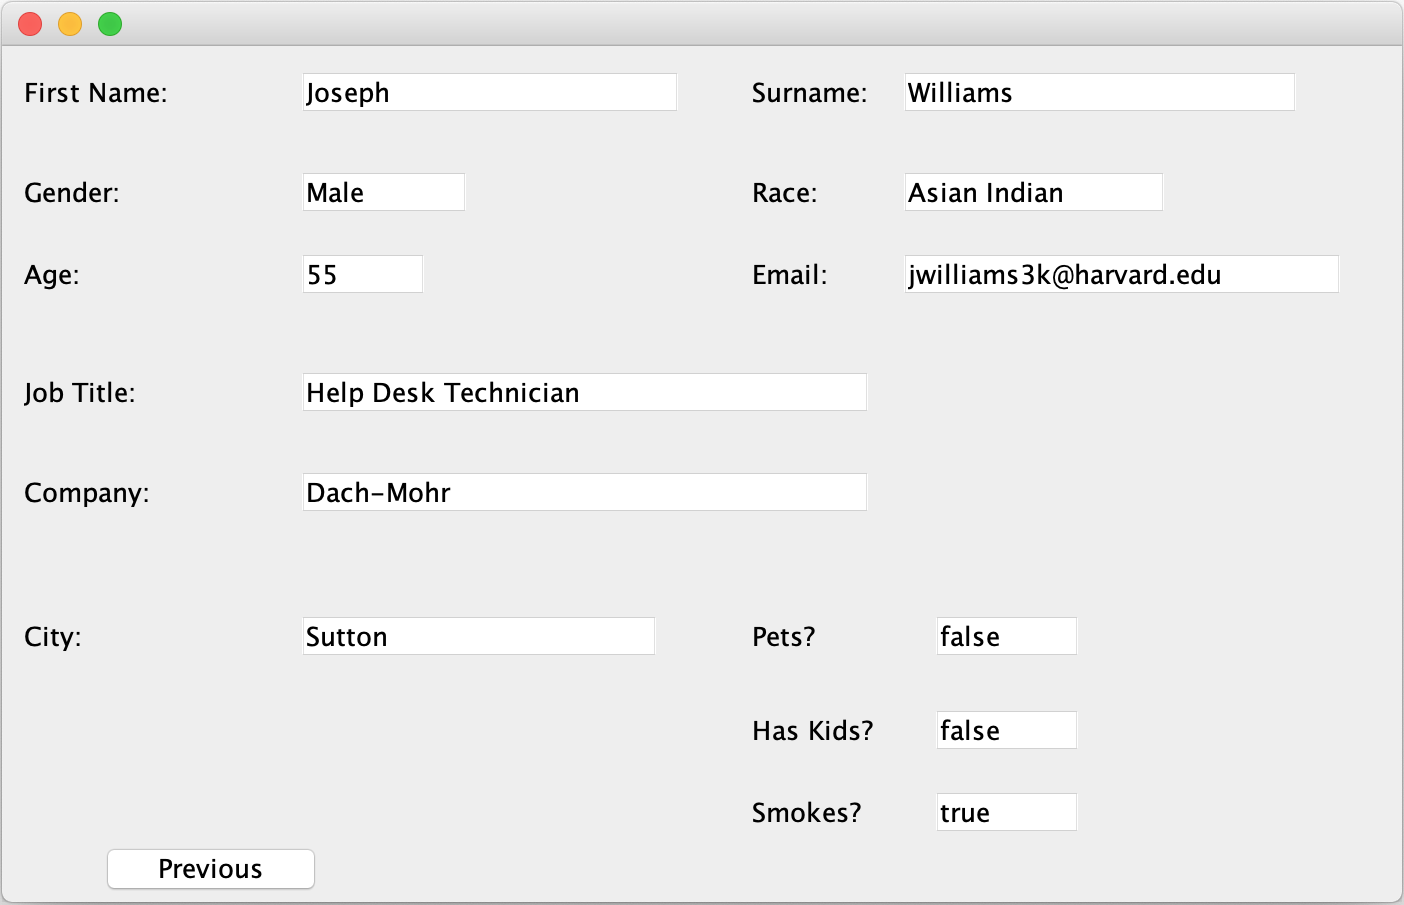 First Name: Joseph Surname: Williams
Gender: Male Race: Asian Indian
Age: 55 Email: jwilliams3k@harvard.edu
Job Title: Help Desk Technician
Company: Dach-Mohr
City: Sutton Pets? false
Has Kids? false
Smokes? true
Previous